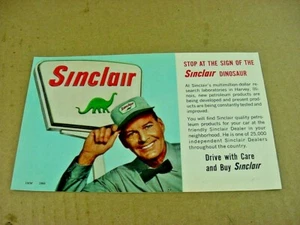 Sinclair
STOP AT THE SIGN OF THE
Sinclair DINOSAUR
At Sinclair's multimillion-dollar re-
search laboratories in Harvey, Illi-
nois, new petroleum products are
being developed and present prod-
ucts are being constantly tested and
improved.
You will find Sinclair quality petro-
leum products for your car at the
friendly Sinclair Dealer in your
neighborhood. He is one of 25,000
independent Sinclair Dealers
throughout the country.
Drive with Care
and Buy Sinclair